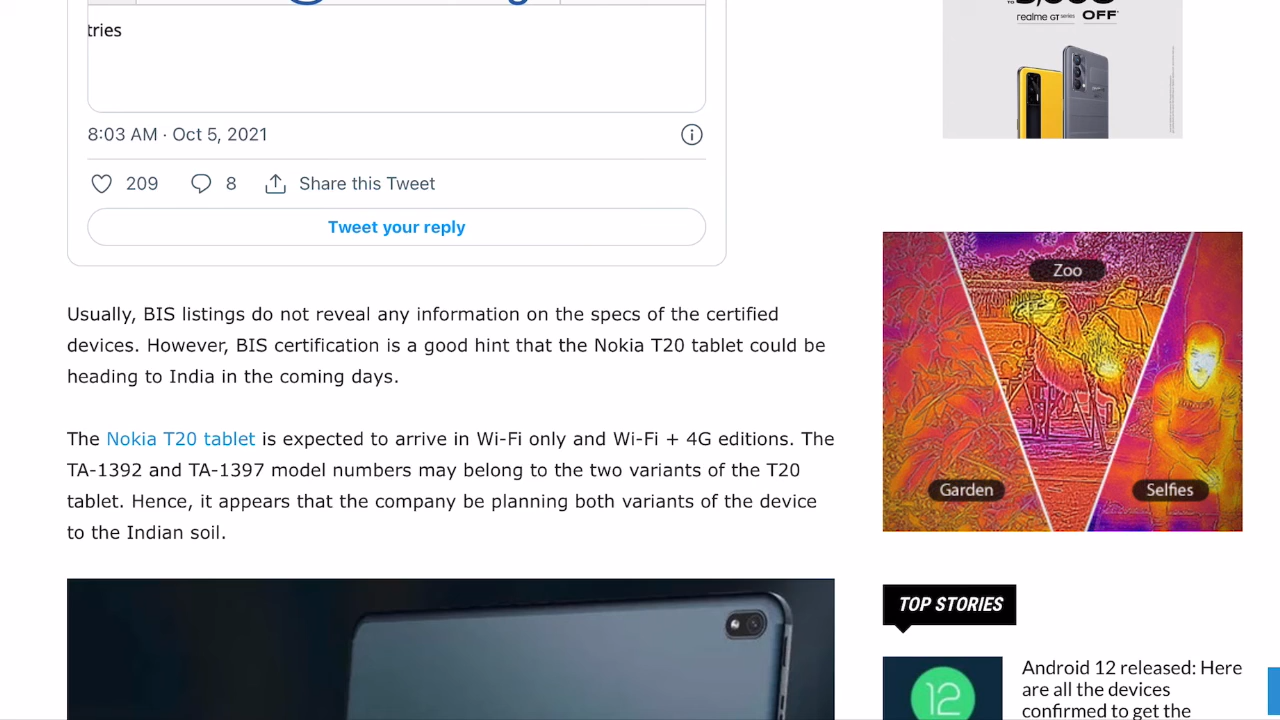 tries
8:03 AM · Oct 5, 2021
209 8 Share this Tweet
Tweet your reply
Usually, BIS listings do not reveal any information on the specs of the certified
devices. However, BIS certification is a good hint that the Nokia T20 tablet could be
heading to India in the coming days.
The Nokia T20 tablet is expected to arrive in Wi-Fi only and Wi-Fi + 4G editions. The
TA-1392 and TA-1397 model numbers may belong to the two variants of the T20
tablet. Hence, it appears that the company be planning both variants of the device
to the Indian soil.
realme GT series OFF
Zoo
Garden
Selfies
TOP STORIES
12
Android 12 released: Here
are all the devices
confirmed to get the